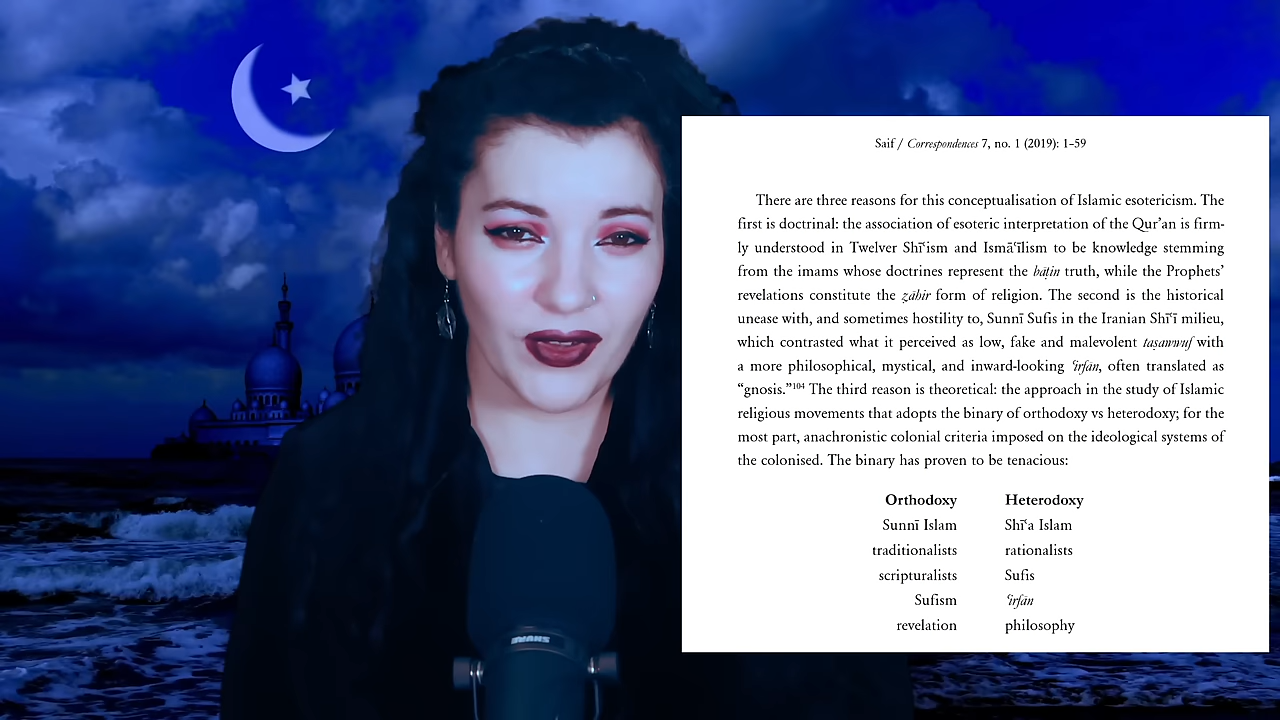 Saif / Correspondences 7, no. 1 (2019): 1–59
There are three reasons for this conceptualisation of Islamic esotericism. The
first is doctrinal: the association of esoteric interpretation of the Qur’an is firm-
ly understood in Twelver Shīʿism and Ismāʿīlism to be knowledge stemming
from the imams whose doctrines represent the bāṭin truth, while the Prophets’
revelations constitute the ẓāhir form of religion. The second is the historical
unease with, and sometimes hostility to, Sunnī Sufis in the Iranian Shīʿī milieu,
which contrasted what it perceived as low, fake and malevolent taṣawwuf with
a more philosophical, mystical, and inward-looking ʿirfān, often translated as
“gnosis.”104 The third reason is theoretical: the approach in the study of Islamic
religious movements that adopts the binary of orthodoxy vs heterodoxy; for the
most part, anachronistic colonial criteria imposed on the ideological systems of
the colonised. The binary has proven to be tenacious:
Orthodoxy Heterodoxy
Sunnī Islam Shīʿa Islam
traditionalists rationalists
scripturalists Sufis
Sufism ʿirfān
revelation philosophy
SHURE